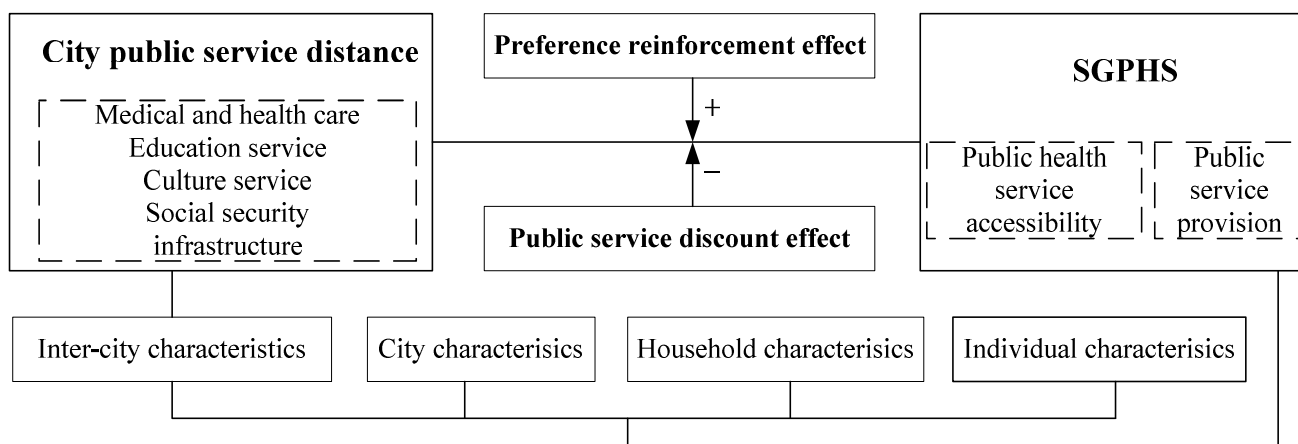 City public service distance
Medical and health care
Education service
Culture service
Social security
infrastructure
Preference reinforcement effect
+
−
Public service discount effect
SGPHS
Public health
service
accessibility
Public
service
provision
Inter-city characteristics
City characterisics
Household characterisics
Individual characterisics